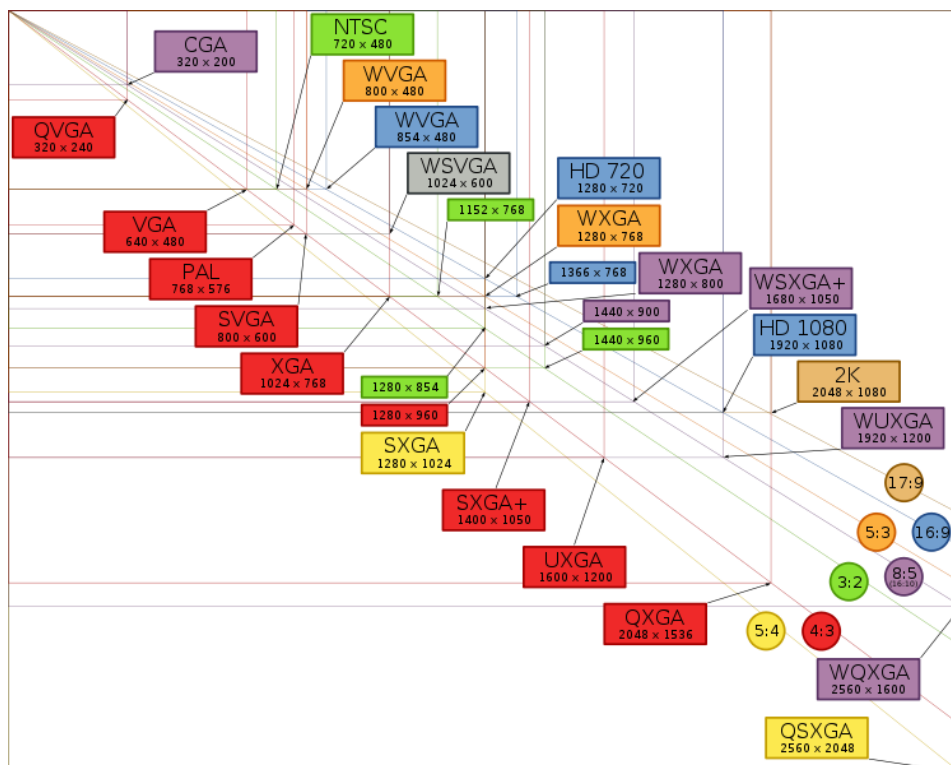 NTSC
720 x 480
CGA
320 x 200
WVGA
800 x 480
QVGA
320 x 240
WVGA
854 x 480
WSVGA
1024 x 600
HD 720
1280 x 720
1152 x 768
VGA
640 x 480
WXGA
1280 x 768
PAL
768 x 576
1366 x 768
WXGA
1280 x 800
WSXGA+
1680 x 1050
SVGA
800 x 600
1440 x 900
HD 1080
1920 x 1080
1440 x 960
XGA
1024 x 768
1280 x 854
2K
2048 x 1080
1280 x 960
WUXGA
1920 x 1200
SXGA
1280 x 1024
17:9
SXGA+
1400 x 1050
5:3
16:9
UXGA
1600 x 1200
3:2
8:5
(16:10)
QXGA
2048 x 1536
5:4
4:3
WQXGA
2560 x 1600
QSXGA
2560 x 2048